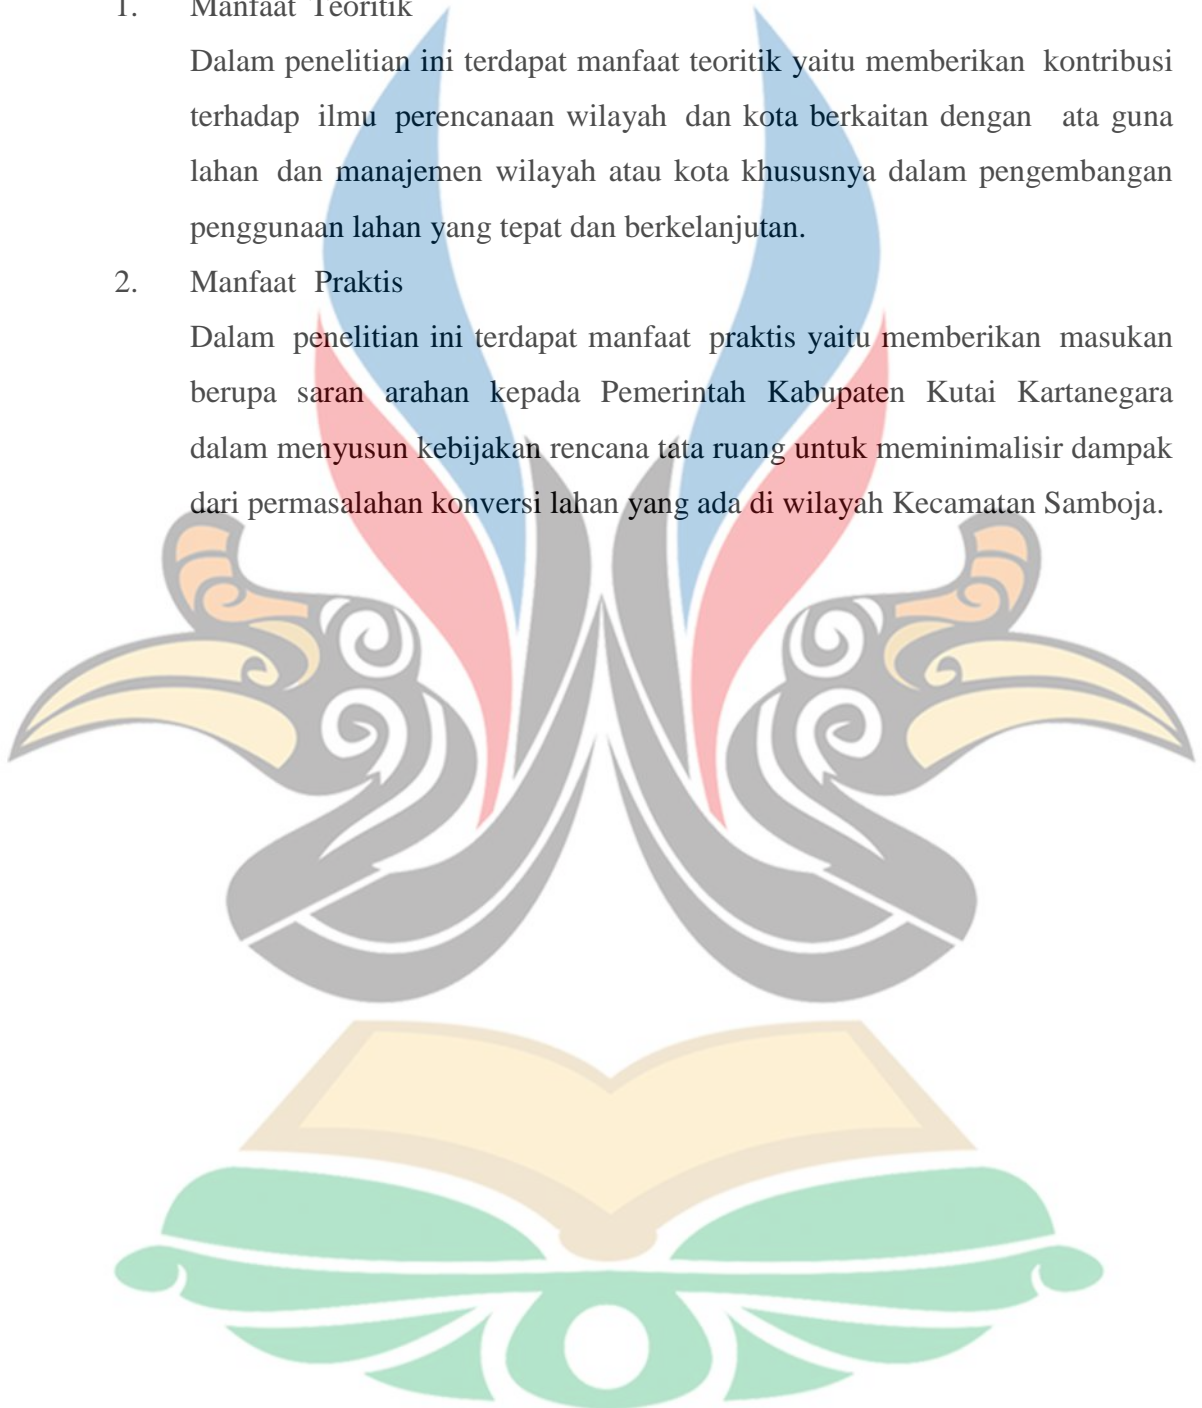 1. Manfaat Teoritik
Dalam penelitian ini terdapat manfaat teoritik yaitu memberikan kontribusi
terhadap ilmu perencanaan wilayah dan kota berkaitan dengan ata guna
lahan dan manajemen wilayah atau kota khususnya dalam pengembangan
penggunaan lahan yang tepat dan berkelanjutan.
2. Manfaat Praktis
Dalam penelitian ini terdapat manfaat praktis yaitu memberikan masukan
berupa saran arahan kepada Pemerintah Kabupaten Kutai Kartanegara
dalam menyusun kebijakan rencana tata ruang untuk meminimalisir dampak
dari permasalahan konversi lahan yang ada di wilayah Kecamatan Samboja.